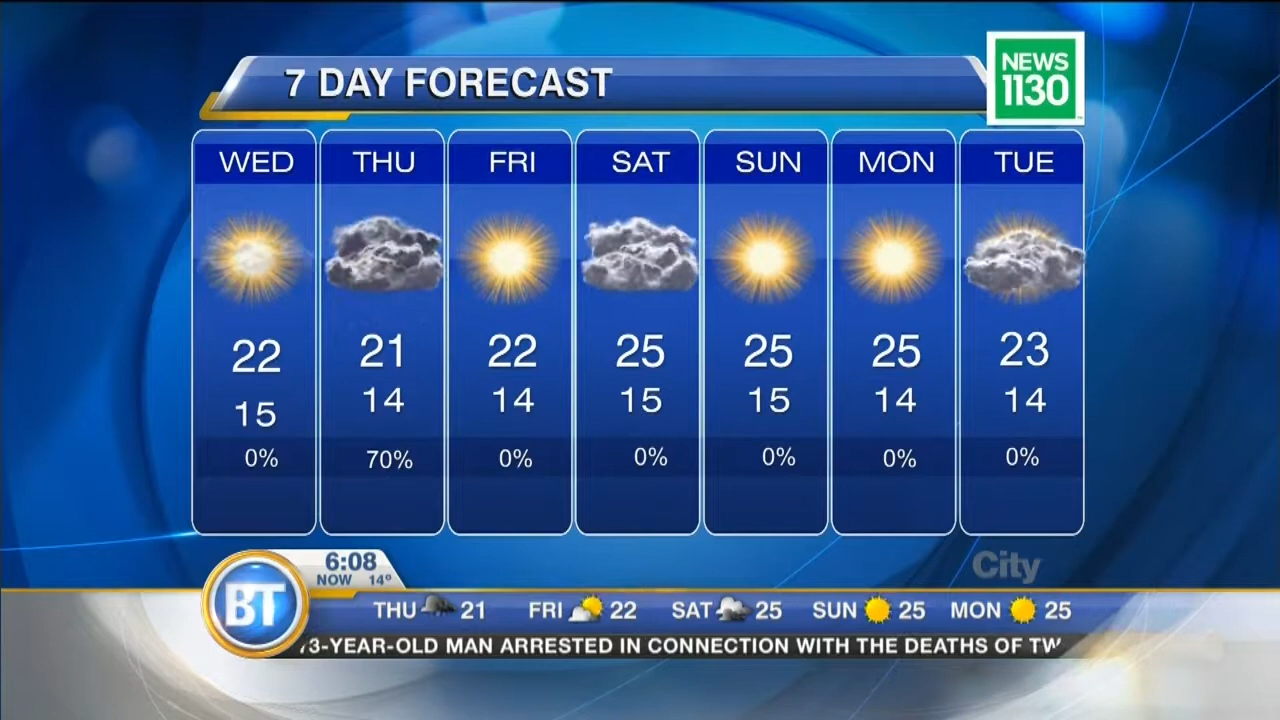 7 DAY FORECAST
NEWS
1130
WED THU FRI SAT SUN MON TUE
22 21 22 25 25 25 23
15 14 14 15 15 14 14
0% 70% 0% 0% 0% 0% 0%
City
6:08
NOW 14°
BT
THU 21 FRI 22 SAT 25 SUN 25 MON 25
3-YEAR-OLD MAN ARRESTED IN CONNECTION WITH THE DEATHS OF TW